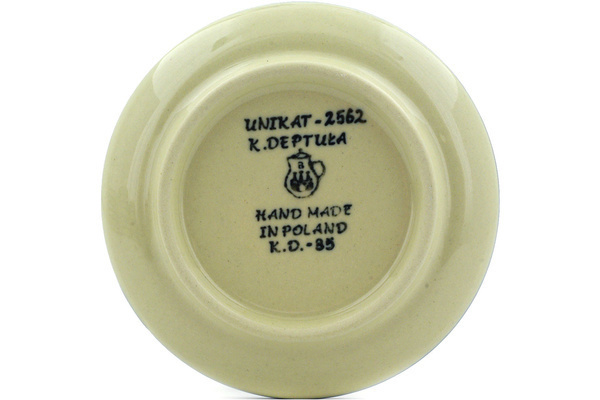 UNIKAT-2562
K.DEPTUŁA
a
HAND MADE
IN POLAND
K.D.-85